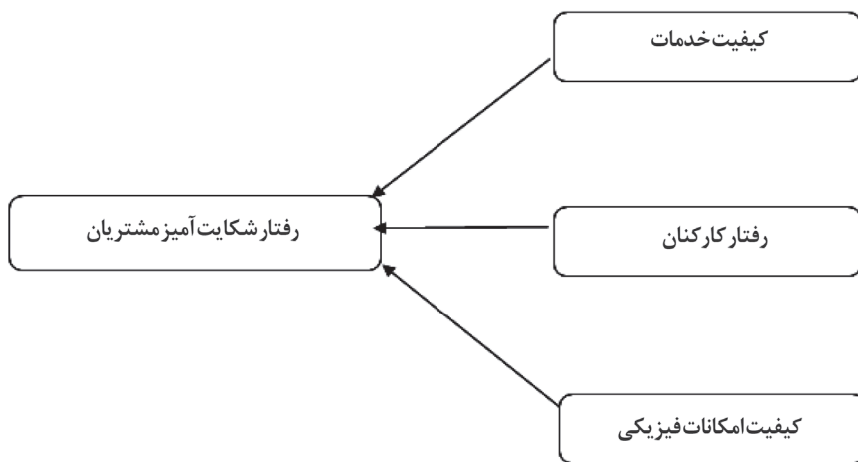 کیفیت خدمات
رفتار کارکنان
رفتار شکایت آمیز مشتریان
کیفیت امکانات فیزیکی